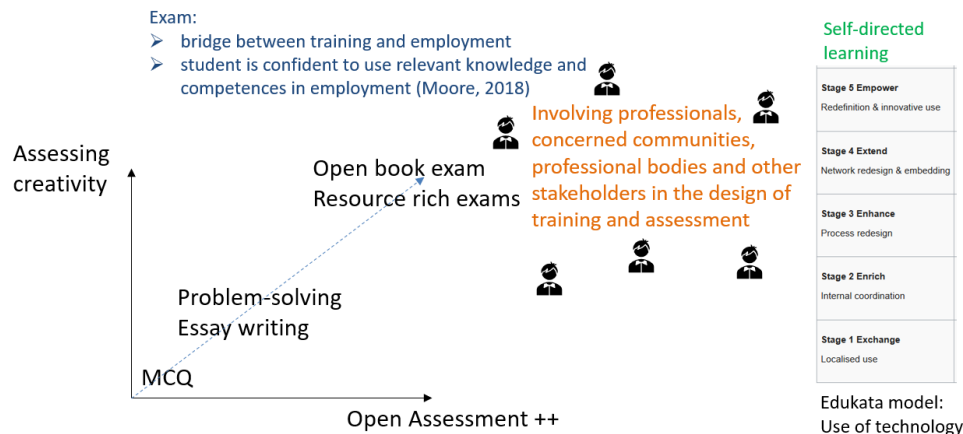 Exam:
➢ bridge between training and employment
➢ student is confident to use relevant knowledge and
competences in employment (Moore, 2018)
Involving professionals,
concerned communities,
professional bodies and other
stakeholders in the design of
training and assessment
Assessing
creativity
Open book exam
Resource rich exams
Problem-solving
Essay writing
MCQ
Open Assessment ++
Self-directed
learning
Stage 5 Empower
Redefinition & innovative use
Stage 4 Extend
Network redesign & embedding
Stage 3 Enhance
Process redesign
Stage 2 Enrich
Internal coordination
Stage 1 Exchange
Localised use
Edukata model:
Use of technology